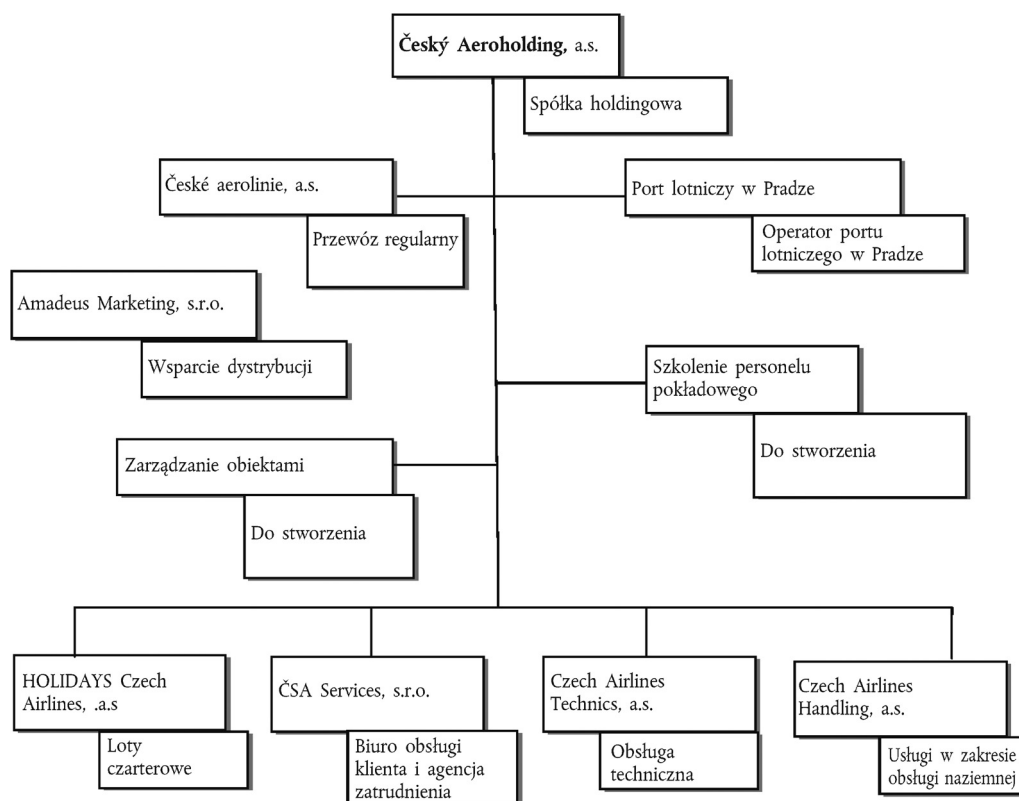 Český Aeroholding, a.s.
Spółka holdingowa
České aerolinie, a.s.
Przewóz regularny
Port lotniczy w Pradze
Operator portu
lotniczego w Pradze
Amadeus Marketing, s.r.o.
Wsparcie dystrybucji
Szkolenie personelu
pokładowego
Do stworzenia
Zarządzanie obiektami
Do stworzenia
HOLIDAYS Czech
Airlines, .a.s
Loty
czarterowe
ČSA Services, s.r.o.
Biuro obsługi
klienta i agencja
zatrudnienia
Czech Airlines
Technics, a.s.
Obsługa
techniczna
Czech Airlines
Handling, a.s.
Usługi w zakresie
obsługi naziemnej